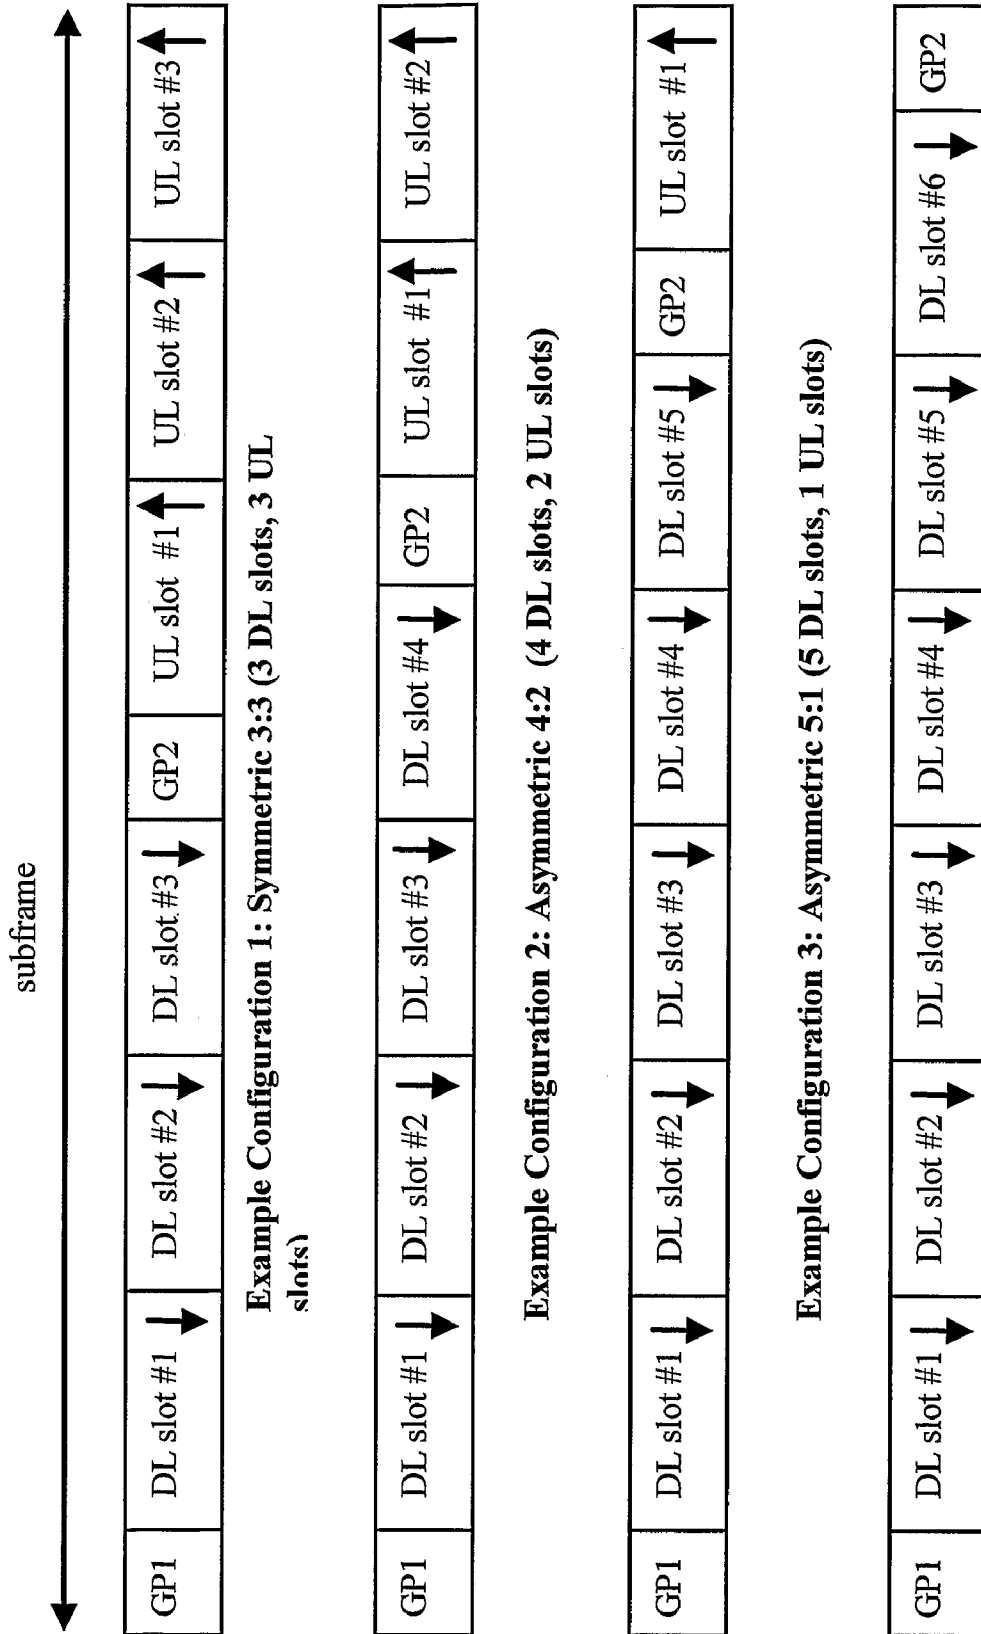 subframe
GP1 DL slot #1 DL slot #2 DL slot #3 GP2 UL slot #1 UL slot #2 UL slot #3
Example Configuration 1: Symmetric 3:3 (3 DL slots, 3 UL
slots)
GP1 DL slot #1 DL slot #2 DL slot #3 DL slot #4 GP2 UL slot #1 UL slot #2
Example Configuration 2: Asymmetric 4:2 (4 DL slots, 2 UL slots)
GP1 DL slot #1 DL slot #2 DL slot #3 DL slot #4 DL slot #5 GP2 UL slot #1
Example Configuration 3: Asymmetric 5:1 (5 DL slots, 1 UL slots)
GP1 DL slot #1 DL slot #2 DL slot #3 DL slot #4 DL slot #5 DL slot #6 GP2